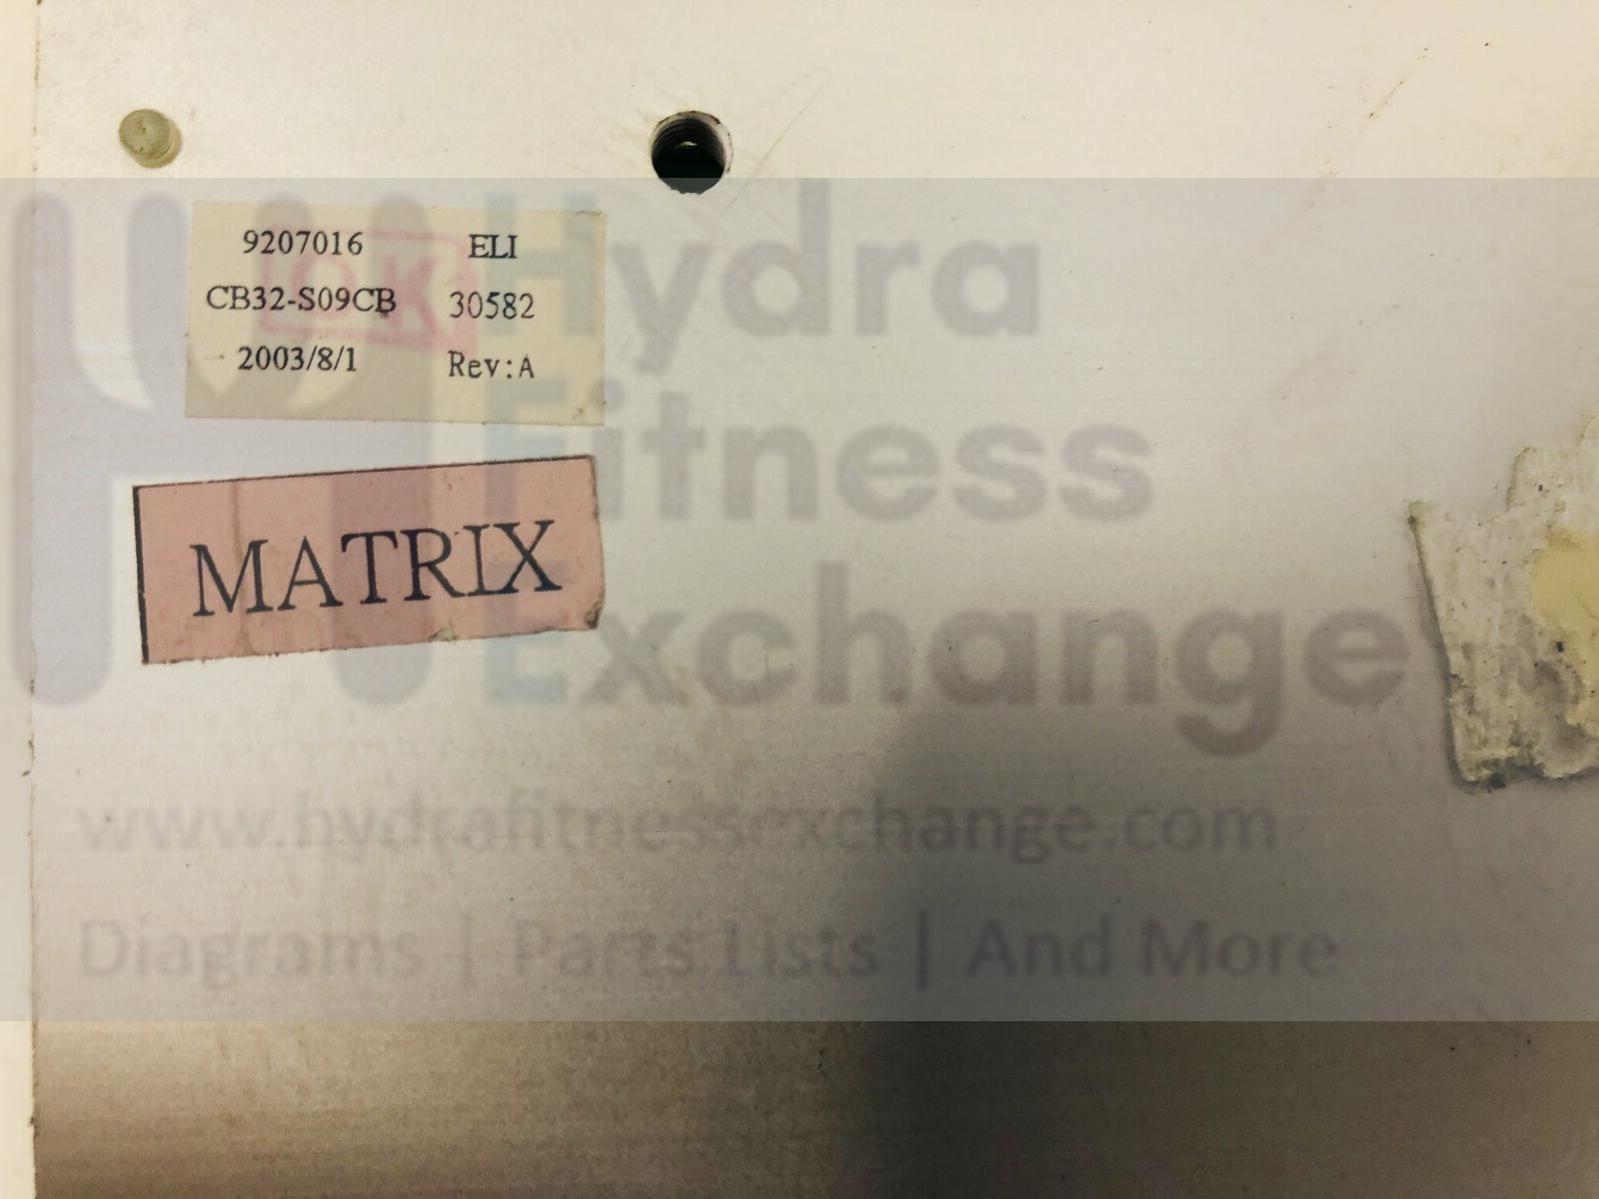 9207016 ELI
CB32-S09CB 30582
2003/8/1 Rev:A
OK
MATRIX
Hydra
Fitness
Exchange
www.hydrafitnessexchange.com
Diagrams | Parts Lists | And More